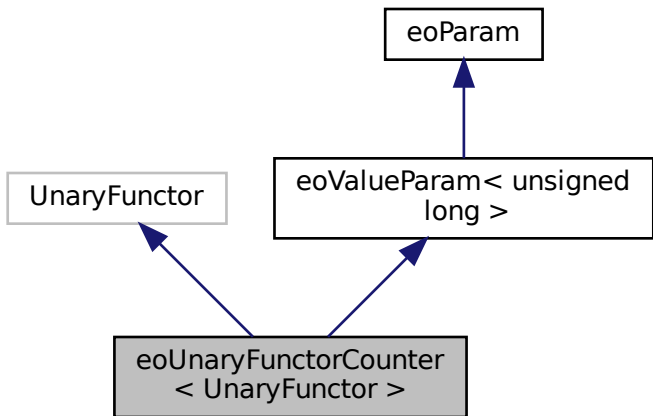 eoParam
UnaryFunctor
eoValueParam< unsigned
long >
eoUnaryFunctorCounter
< UnaryFunctor >